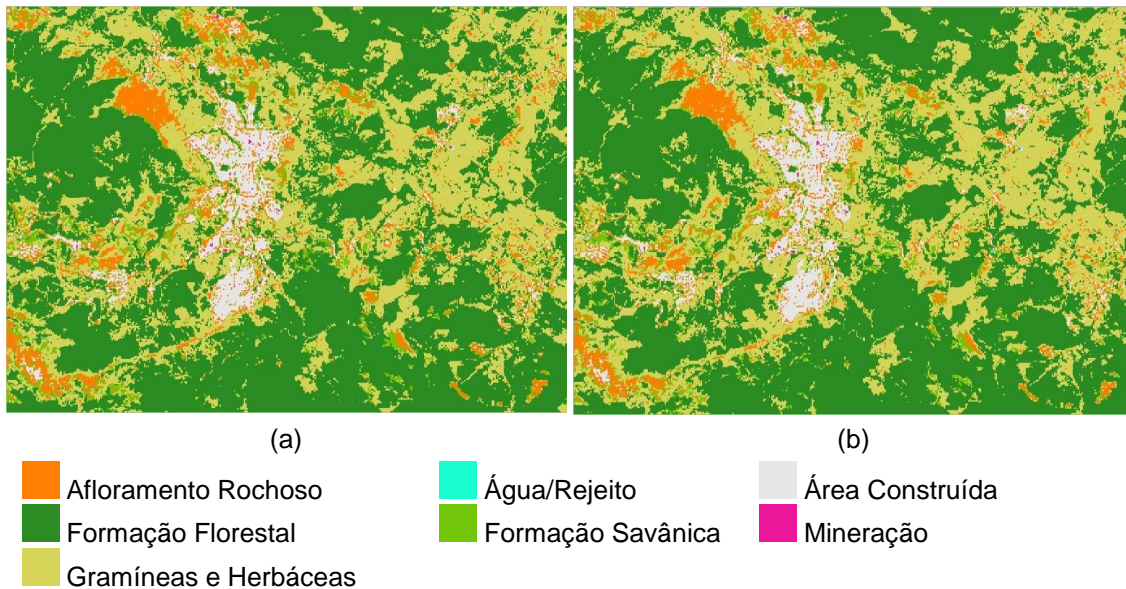 (a) (b)
Afloramento Rochoso Água/Rejeito Área Construída
Formação Florestal Formação Savânica Mineração
Gramíneas e Herbáceas